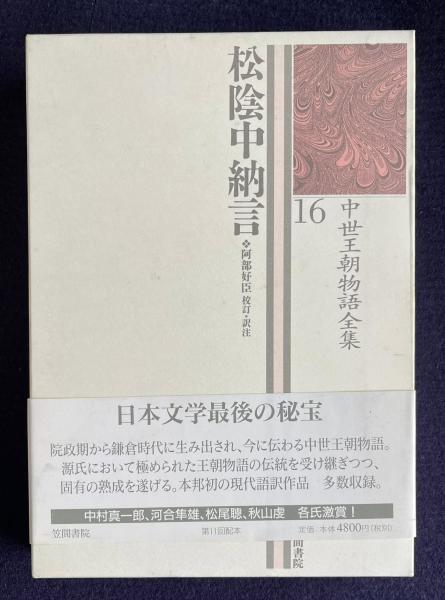 松陰中納言
❖阿部好臣 校訂・訳注
16
中世王朝物語全集
日本文学最後の秘宝
院政期から鎌倉時代に生み出され、今に伝わる中世王朝物語。
源氏において極められた王朝物語の伝統を受け継ぎつつ、
固有の熟成を遂げる。本邦初の現代語訳作品 多数収録。
中村真一郎、河合隼雄、松尾聰、秋山虔 各氏激賞!
笠間書院
第11回配本
定価:本体4800円(税別)
間書院